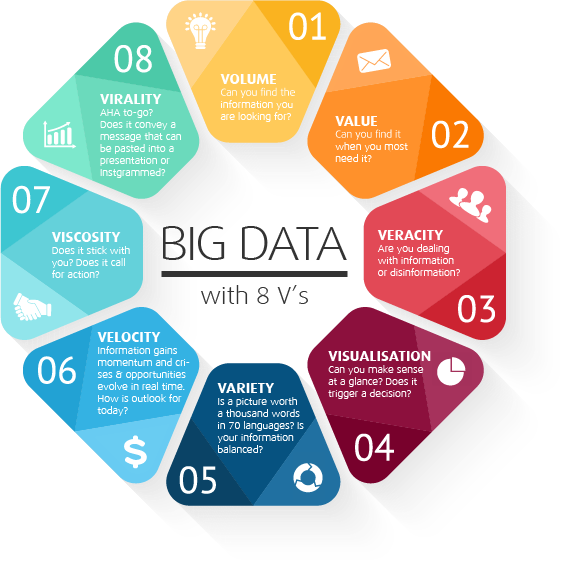 BIG DATA
with 8 V's
01
VOLUME
Can you find the
information you
are looking for?
02
VALUE
Can you find it
when you most
need it?
VERACITY
Are you dealing
with information
or disinformation?
03
VISUALISATION
Can you make sense
at a glance? Does it
trigger a decision?
04
VARIETY
Is a picture worth
a thousand words
in 70 languages? Is
your information
balanced?
05
VELOCITY
Information gains
momentum and cri-
ses & opportunities
evolve in real time.
How is outlook for
today?
06
$
07
VISCOSITY
Does it stick with
you? Does it call
for action?
08
VIRALITY
AHA to-go?
Does it convey a
message that can
be pasted into a
presentation or
instgrammed?